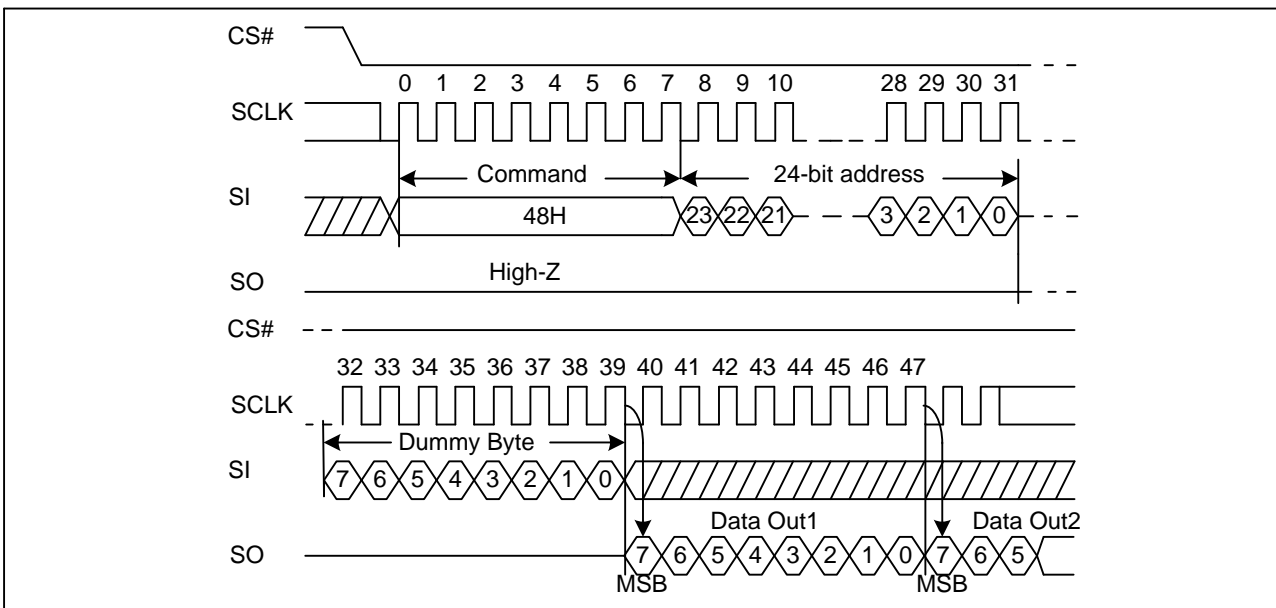 CS#
0 1 2 3 4 5 6 7 8 9 10 28 29 30 31
SCLK
Command 24-bit address
SI
48H 23 22 21 3 2 1 0
High-Z
SO
CS#
32 33 34 35 36 37 38 39 40 41 42 43 44 45 46 47
SCLK
Dummy Byte
SI
7 6 5 4 3 2 1 0
Data Out1 Data Out2
SO
7 6 5 4 3 2 1 0 7 6 5
MSB MSB